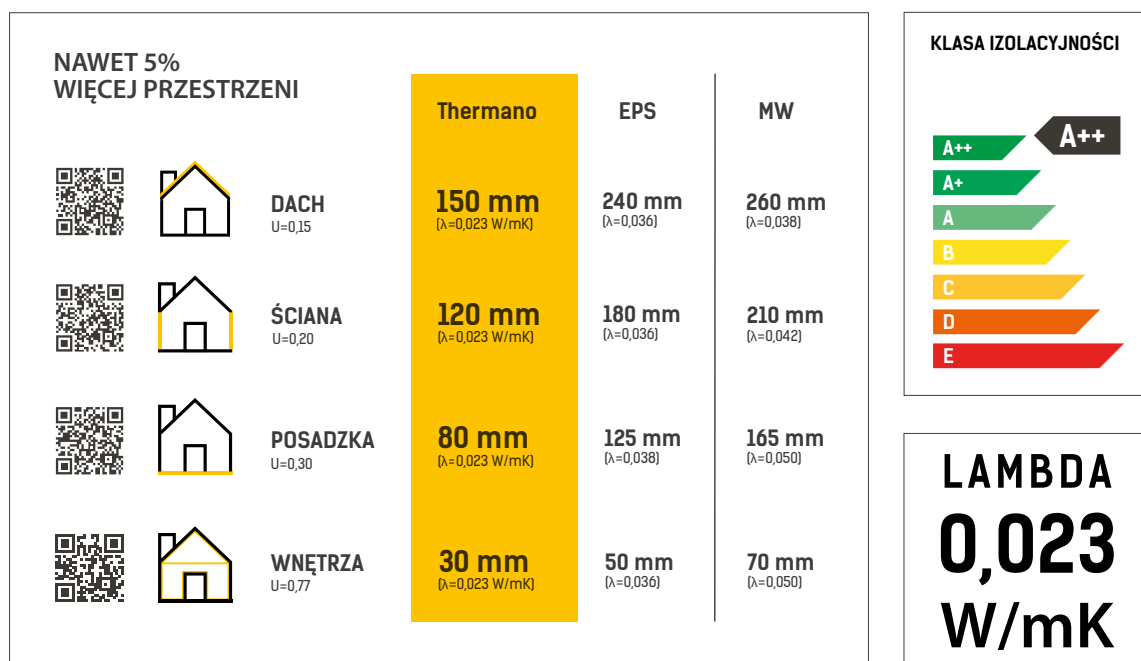 NAWET 5%
WIĘCEJ PRZESTRZENI
Thermano EPS MW
DACH
U=0,15
150 mm
(λ=0,023 W/mK)
240 mm
(λ=0,036)
260 mm
(λ=0,038)
ŚCIANA
U=0,20
120 mm
(λ=0,023 W/mK)
180 mm
(λ=0,036)
210 mm
(λ=0,042)
POSADZKA
U=0,30
80 mm
(λ=0,023 W/mK)
125 mm
(λ=0,038)
165 mm
(λ=0,050)
WNĘTRZA
U=0,77
30 mm
(λ=0,023 W/mK)
50 mm
(λ=0,036)
70 mm
(λ=0,050)
KLASA IZOLACYJNOŚCI
A++
A++
A+
A
B
C
D
E
LAMBDA
0,023
W/mK